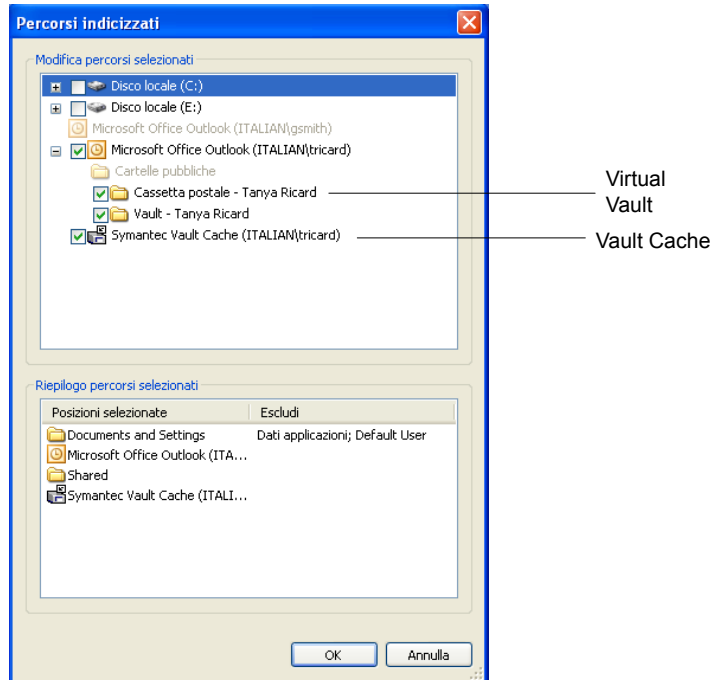 Percorsi indicizzati
Modifica percorsi selezionati
Disco locale (C:)
Disco locale (E:)
Microsoft Office Outlook (ITALIAN\gsmith)
Microsoft Office Outlook (ITALIAN\tricard)
Cartelle pubbliche
Cassetta postale - Tanya Ricard
Vault - Tanya Ricard
Symantec Vault Cache (ITALIAN\tricard)
Virtual
Vault
Vault Cache
Riepilogo percorsi selezionati
Posizioni selezionate Escludi
Documents and Settings Dati applicazioni; Default User
Microsoft Office Outlook (ITA...
Shared
Symantec Vault Cache (ITALI...
OK Annulla